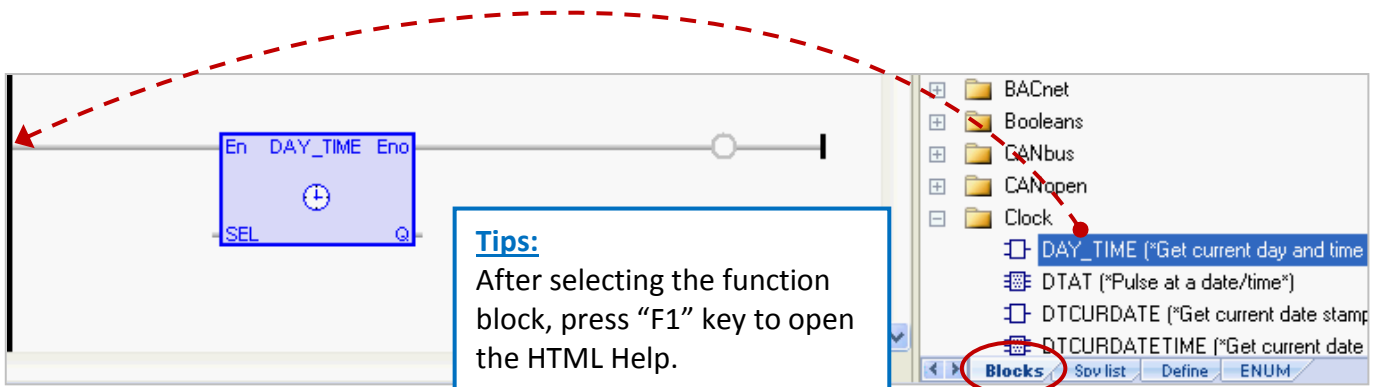 En DAY_TIME Eno
SEL Q
Tips:
After selecting the function
block, press “F1” key to open
the HTML Help.
BACnet
Booleans
CANbus
CANopen
Clock
DAY_TIME (*Get current day and time
DTAT (*Pulse at a date/time*)
DTCURDATE (*Get current date stamp
DTCURDATETIME (*Get current date
Blocks Spy list Define ENUM